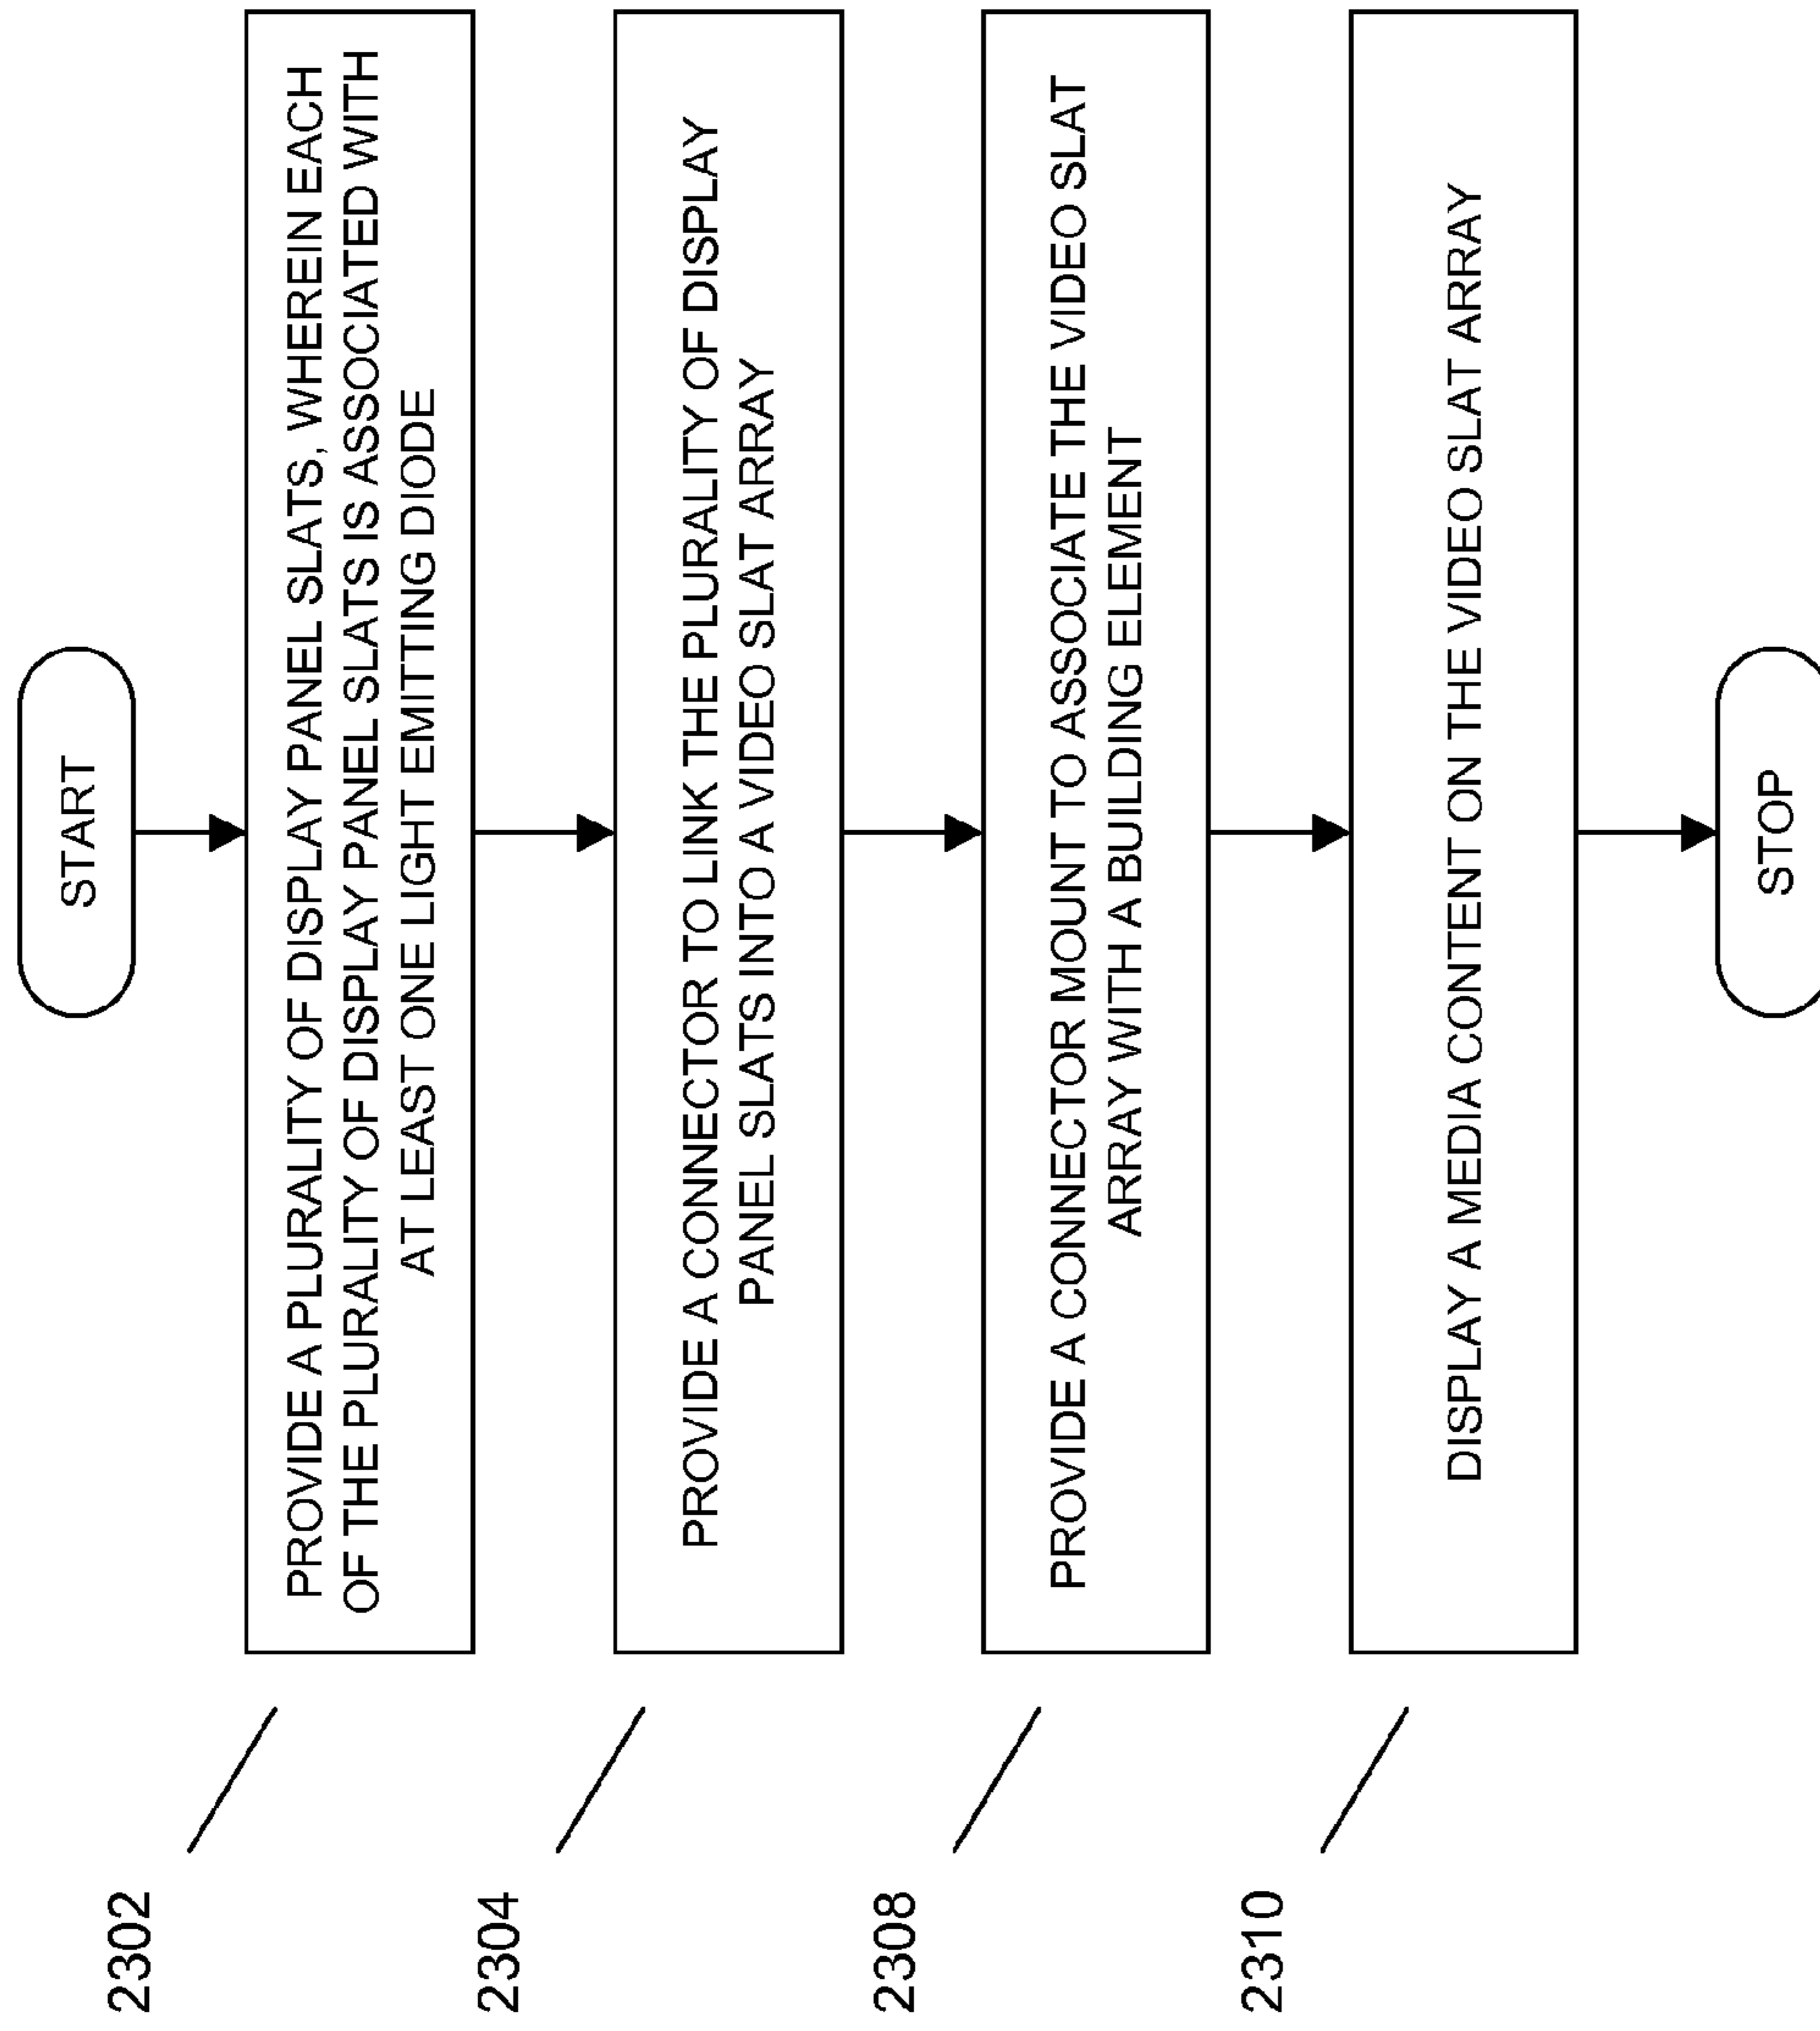 START
2302
PROVIDE A PLURALITY OF DISPLAY PANEL SLATS, WHEREIN EACH
OF THE PLURALITY OF DISPLAY PANEL SLATS IS ASSOCIATED WITH
AT LEAST ONE LIGHT EMITTING DIODE
2304
PROVIDE A CONNECTOR TO LINK THE PLURALITY OF DISPLAY
PANEL SLATS INTO A VIDEO SLAT ARRAY
2308
PROVIDE A CONNECTOR MOUNT TO ASSOCIATE THE VIDEO SLAT
ARRAY WITH A BUILDING ELEMENT
2310
DISPLAY A MEDIA CONTENT ON THE VIDEO SLAT ARRAY
STOP